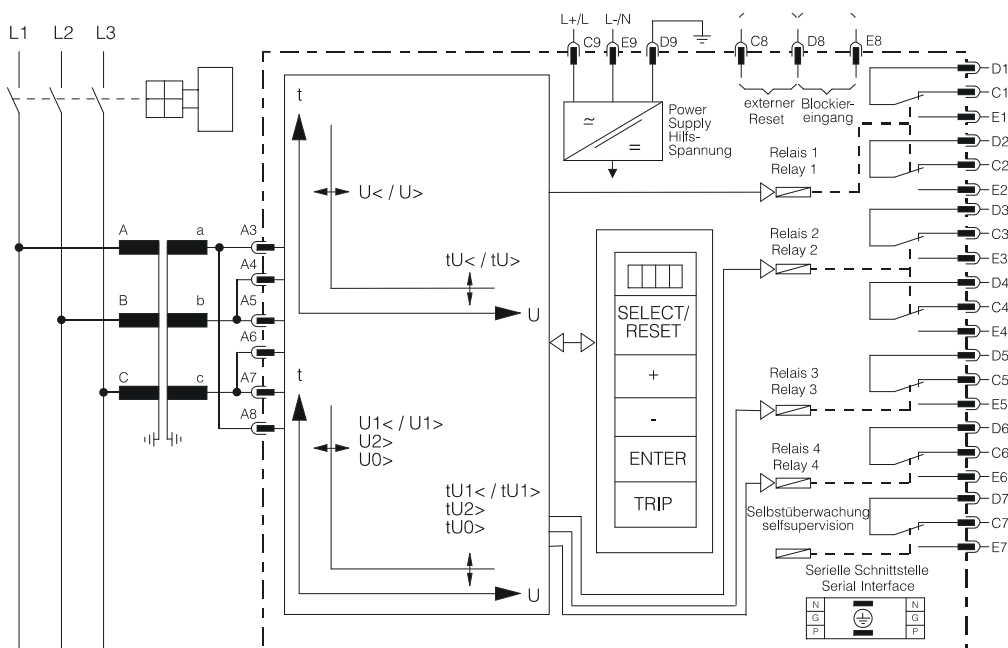 L1 L2 L3
L+/L L-/N
C9 E9 D9 C8 D8 E8
externer
Reset
Blockier-
eingang
Power
Supply
Hilfs-
Spannung
≃
=
t
U< / U>
tU< / tU>
U
t
U1< / U1>
U2>
U0>
tU1< / tU1>
tU2>
tU0>
U
A a
B b
C c
A3
A4
A5
A6
A7
A8
SELECT/
RESET
+
-
ENTER
TRIP
Relais 1
Relay 1
Relais 2
Relay 2
Relais 3
Relay 3
Relais 4
Relay 4
Selbstüberwachung
selfsupervision
Serielle Schnittstelle
Serial Interface
N N
G G
P P
D1
C1
E1
D2
C2
E2
D3
C3
E3
D4
C4
E4
D5
C5
E5
D6
C6
E6
D7
C7
E7